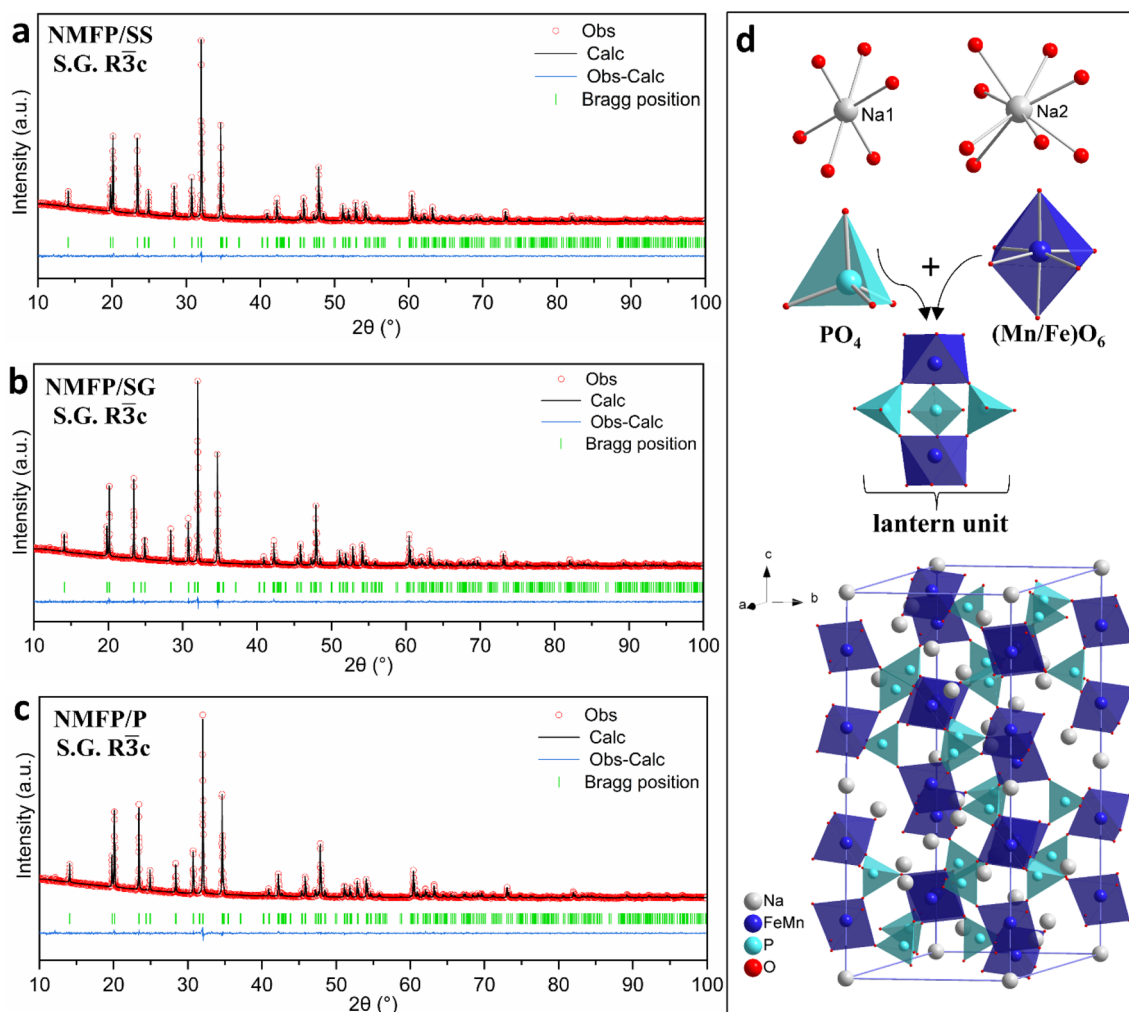 a
NMFP/SS
S.G. R3̅c
Obs
Calc
Obs-Calc
Bragg position
Intensity (a.u.)
10 20 30 40 50 60 70 80 90 100
2θ (°)
b
NMFP/SG
S.G. R3̅c
Obs
Calc
Obs-Calc
Bragg position
Intensity (a.u.)
10 20 30 40 50 60 70 80 90 100
2θ (°)
c
NMFP/P
S.G. R3̅c
Obs
Calc
Obs-Calc
Bragg position
Intensity (a.u.)
10 20 30 40 50 60 70 80 90 100
2θ (°)
d
Na1
Na2
+
PO₄
(Mn/Fe)O₆
lantern unit
c
a
b
Na
FeMn
P
O